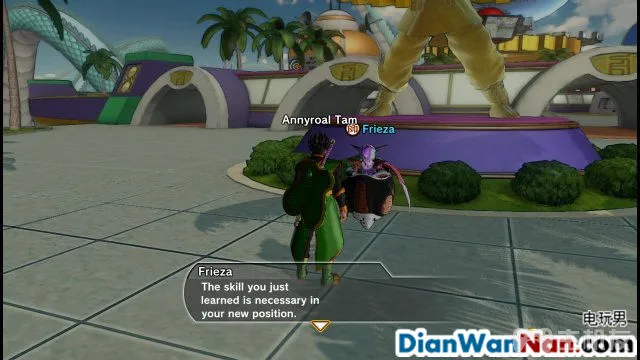 Annyroal Tam
師 Frieza
Frieza
The skill you just
learned is necessary in
your new position.
电玩男
DianWanNan.com